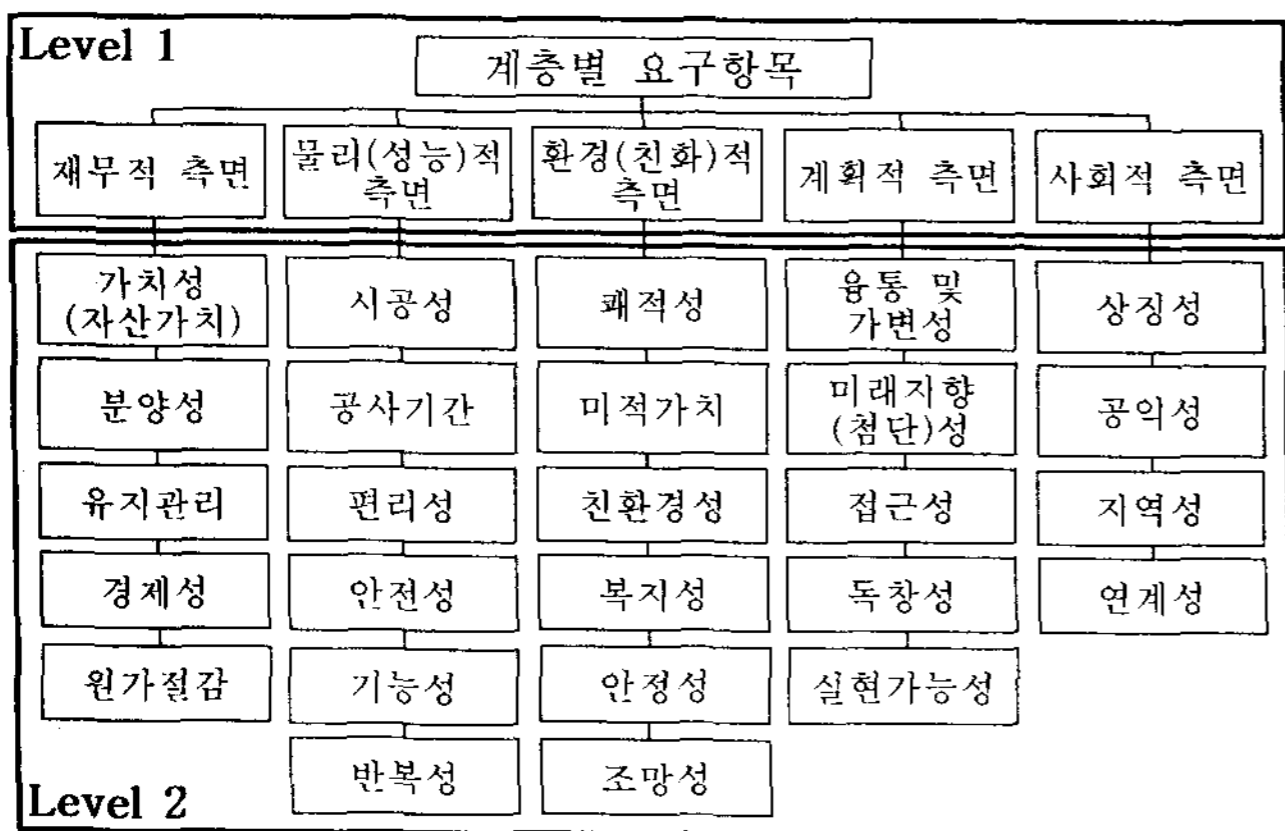 Level 1
계층별 요구항목
재무적 측면
물리(성능)적
측면
환경(친화)적
측면
계획적 측면
사회적 측면
가치성
(자산가치)
시공성
쾌적성
융통 및
가변성
상징성
분양성
공사기간
미적가치
미래지향
(첨단)성
공익성
유지관리
편리성
친환경성
접근성
지역성
경제성
안전성
복지성
독창성
연계성
원가절감
기능성
안정성
실현가능성
반복성
조망성
Level 2